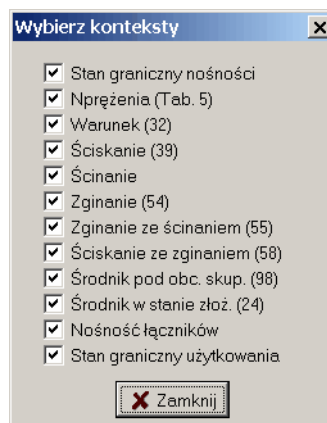 Wybierz konteksty
Stan graniczny nośności
Nprężenia (Tab. 5)
Warunek (32)
Ściskanie (39)
Ścinanie
Zginanie (54)
Zginanie ze ścinaniem (55)
Ściskanie ze zginaniem (58)
Środnik pod obc. skup. (98)
Środnik w stanie złoż. (24)
Nośność łączników
Stan graniczny użytkowania
Zamknij